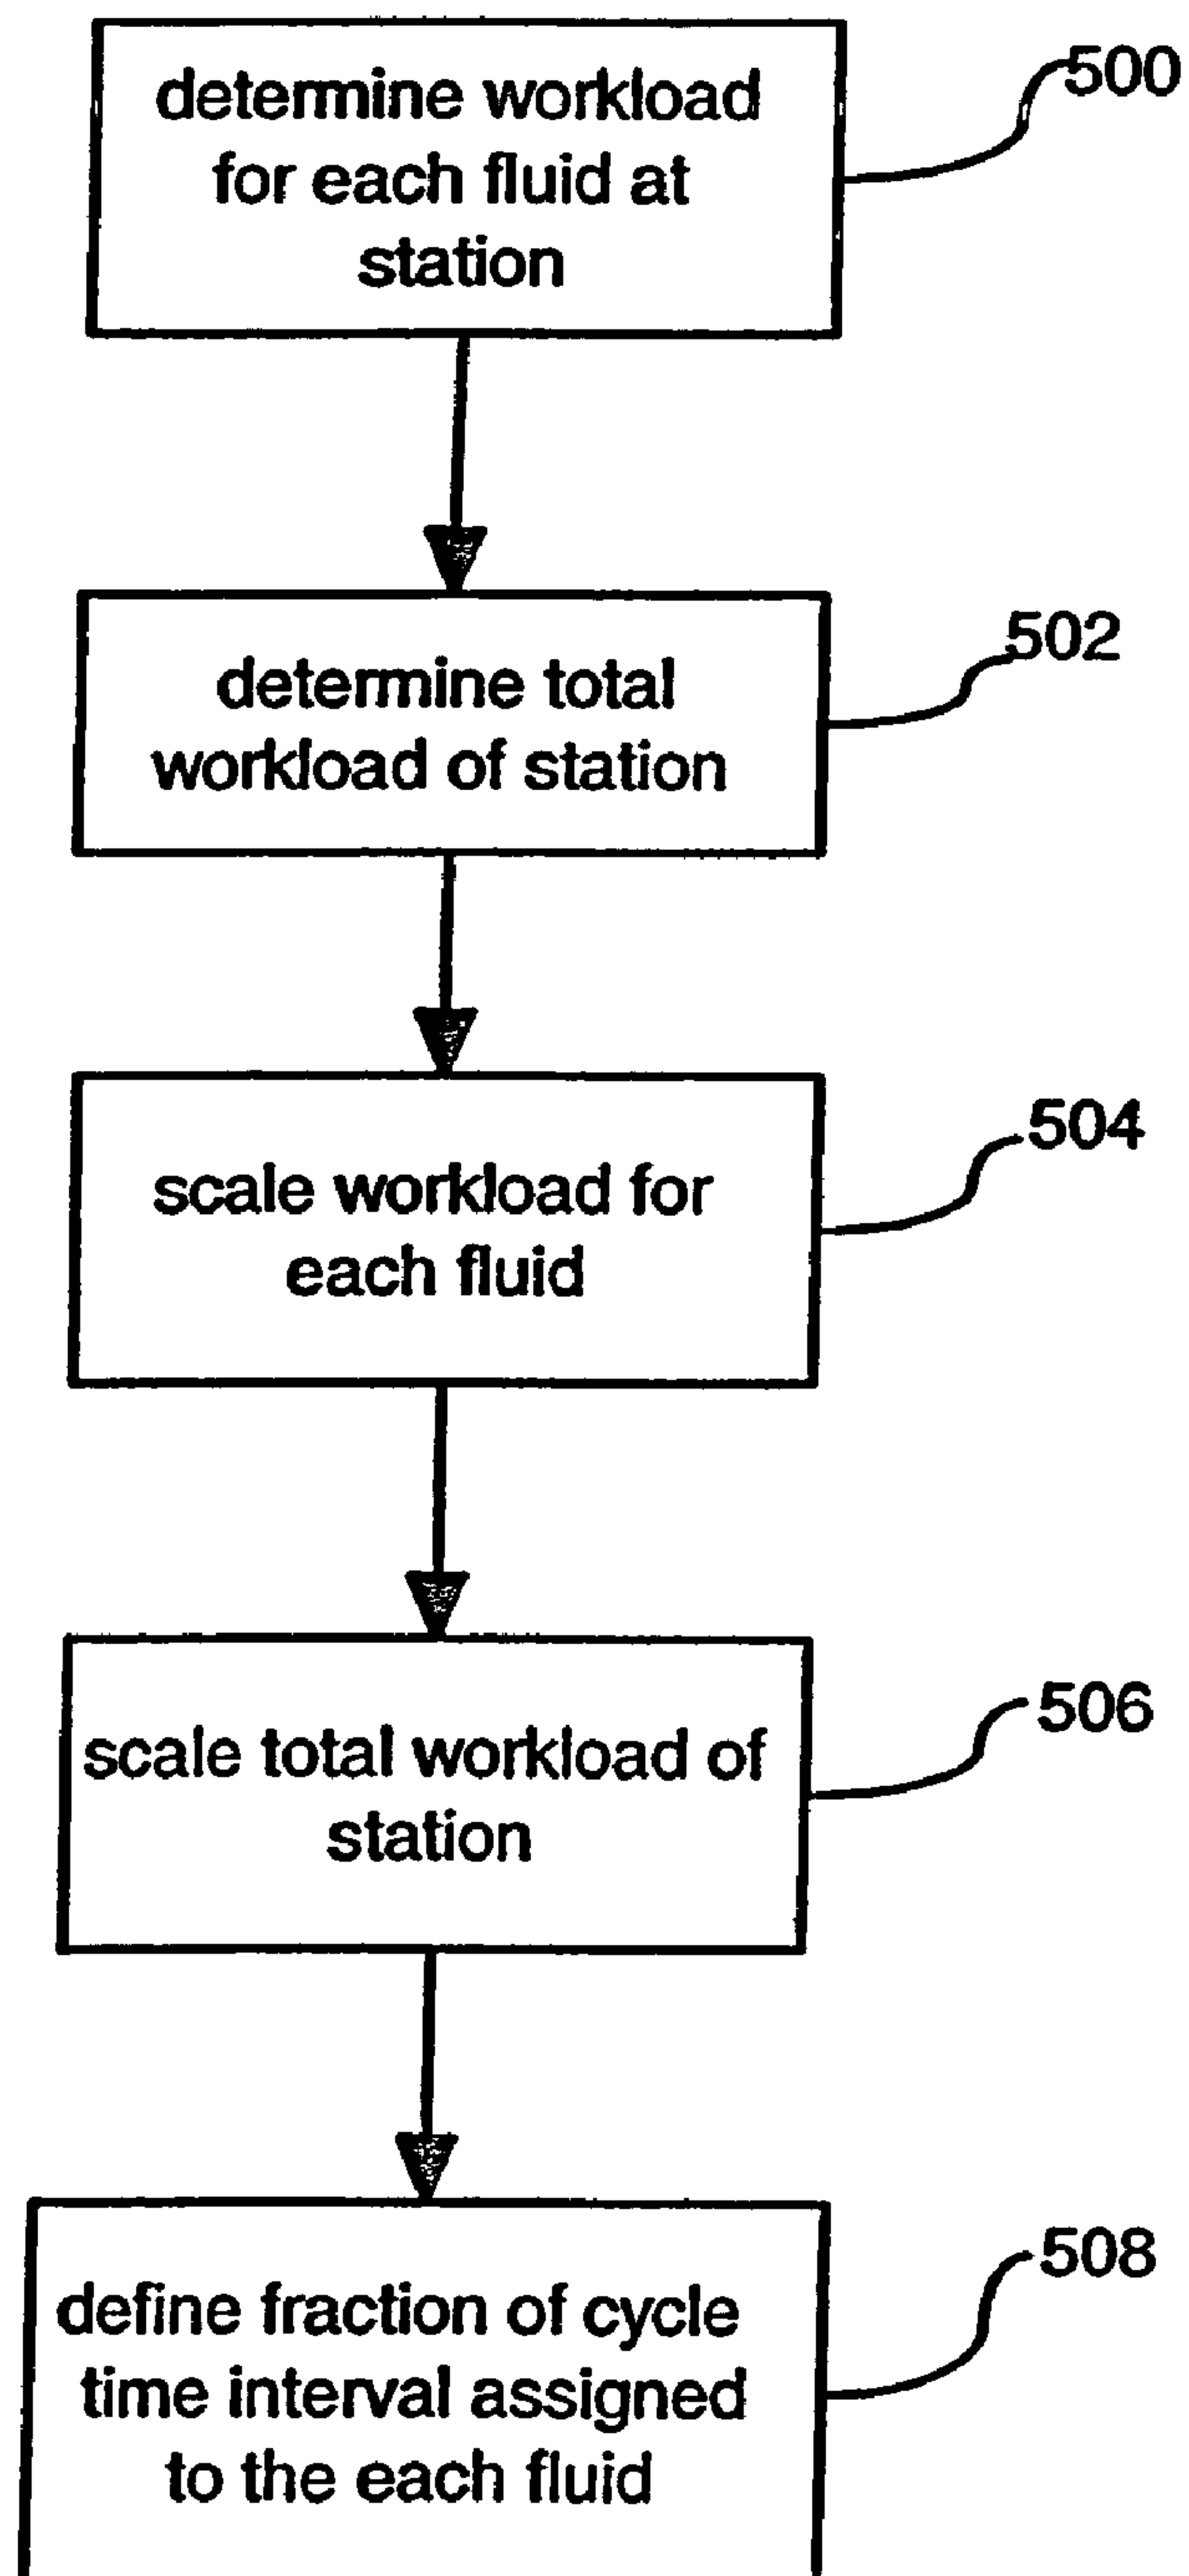 determine workload
for each fluid at
station
500
determine total
workload of station
502
scale workload for
each fluid
504
scale total workload of
station
506
define fraction of cycle
time interval assigned
to the each fluid
508